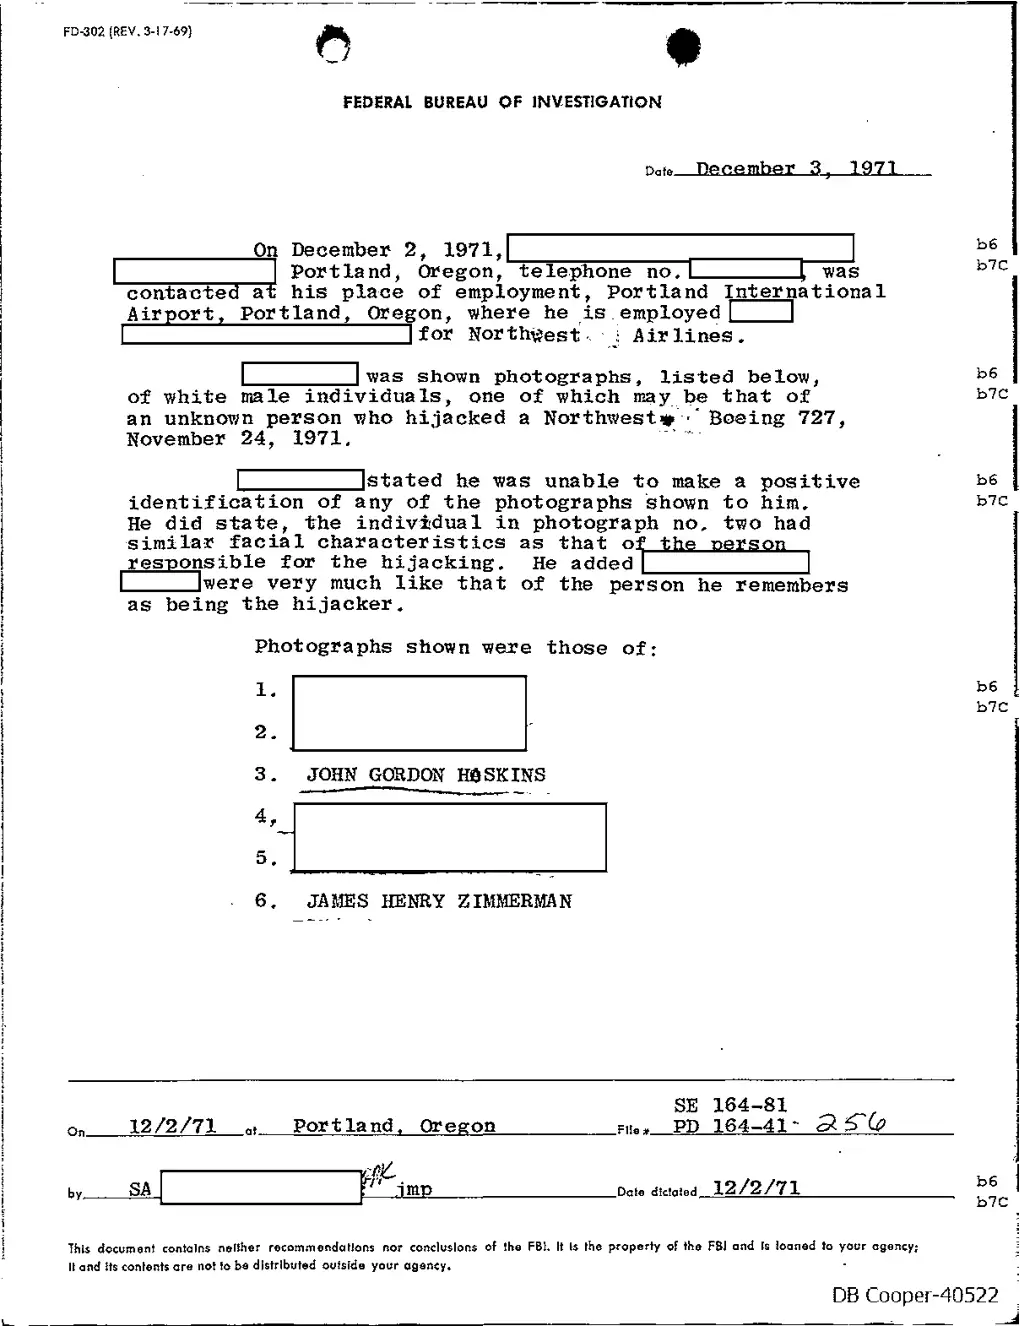 FD-302 (REV. 3-17-69)
FEDERAL BUREAU OF INVESTIGATION
Date December 3, 1971
On December 2, 1971,
b6
Portland, Oregon, telephone no. , was
b7C
contacted at his place of employment, Portland International
Airport, Portland, Oregon, where he is employed
for Northwest Airlines.
was shown photographs, listed below,
b6
of white male individuals, one of which may be that of
b7C
an unknown person who hijacked a Northwest Boeing 727,
November 24, 1971.
stated he was unable to make a positive
b6
identification of any of the photographs shown to him.
b7C
He did state, the individual in photograph no. two had
similar facial characteristics as that of the person
responsible for the hijacking. He added
were very much like that of the person he remembers
as being the hijacker.
Photographs shown were those of:
1.
b6
b7C
2.
3. JOHN GORDON HOSKINS
4,
5.
6. JAMES HENRY ZIMMERMAN
SE 164-81
On 12/2/71 at Portland, Oregon File # PD 164-41- 256
by SA jmp Date dictated 12/2/71
b6
b7C
This document contains neither recommendations nor conclusions of the FBI. It is the property of the FBI and is loaned to your agency;
it and its contents are not to be distributed outside your agency.
DB Cooper-40522